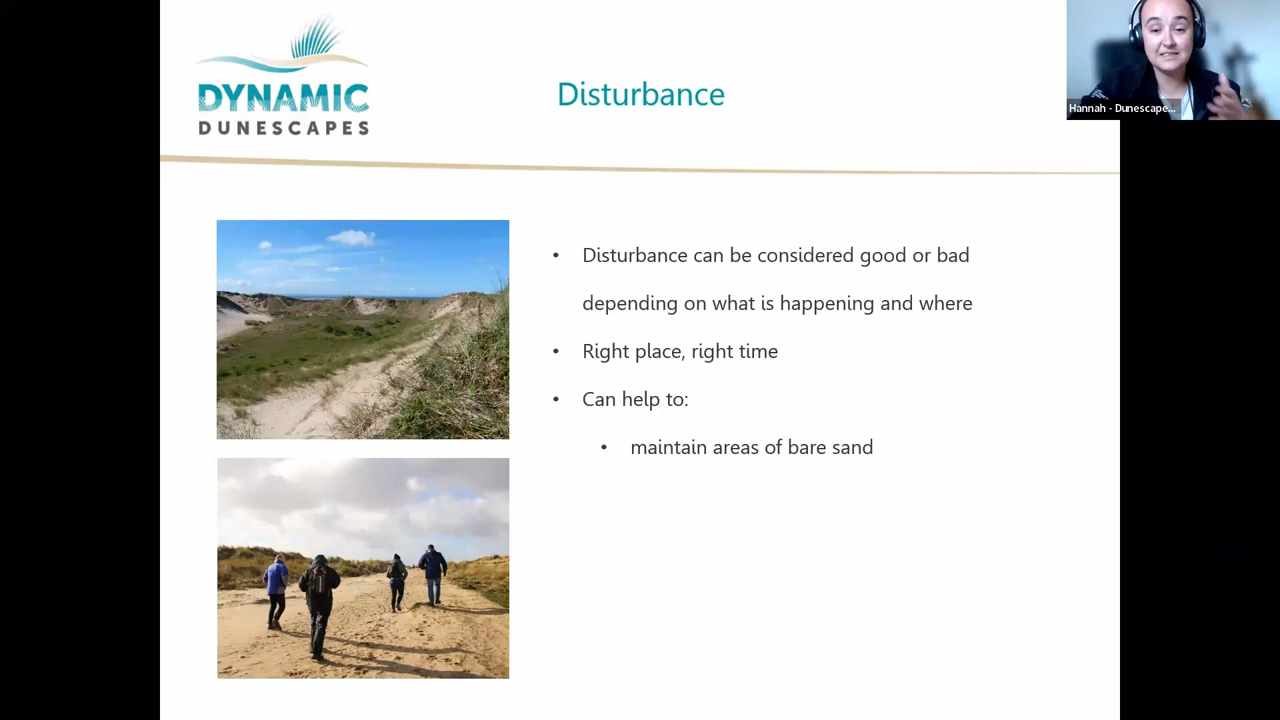 DYNAMIC
DUNESCAPES
Disturbance
Hannah - Dunescape...
• Disturbance can be considered good or bad
depending on what is happening and where
• Right place, right time
• Can help to:
• maintain areas of bare sand